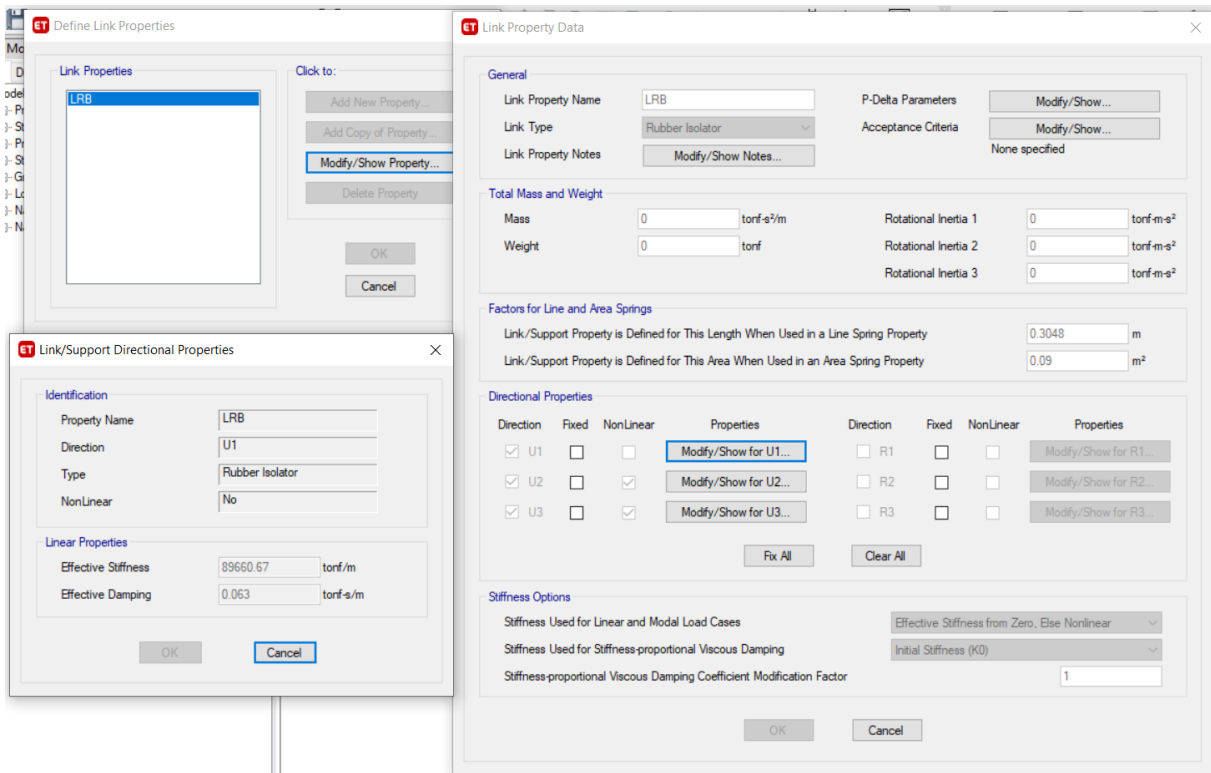 ET Define Link Properties
Link Properties
LRB
Click to:
Add New Property...
Add Copy of Property...
Modify/Show Property...
Delete Property
OK
Cancel
ET Link/Support Directional Properties
Identification
Property Name LRB
Direction U1
Type Rubber Isolator
NonLinear No
Linear Properties
Effective Stiffness 89660.67 tonf/m
Effective Damping 0.063 tonf-s/m
OK Cancel
ET Link Property Data
General
Link Property Name LRB P-Delta Parameters Modify/Show...
Link Type Rubber Isolator Acceptance Criteria Modify/Show...
Link Property Notes Modify/Show Notes... None specified
Total Mass and Weight
Mass 0 tonf-s²/m Rotational Inertia 1 0 tonf-m-s²
Weight 0 tonf Rotational Inertia 2 0 tonf-m-s²
Rotational Inertia 3 0 tonf-m-s²
Factors for Line and Area Springs
Link/Support Property is Defined for This Length When Used in a Line Spring Property 0.3048 m
Link/Support Property is Defined for This Area When Used in an Area Spring Property 0.09 m²
Directional Properties
Direction Fixed NonLinear Properties Direction Fixed NonLinear Properties
U1 Modify/Show for U1... R1 Modify/Show for R1...
U2 Modify/Show for U2... R2 Modify/Show for R2...
U3 Modify/Show for U3... R3 Modify/Show for R3...
Fix All Clear All
Stiffness Options
Stiffness Used for Linear and Modal Load Cases Effective Stiffness from Zero, Else Nonlinear
Stiffness Used for Stiffness-proportional Viscous Damping Initial Stiffness (K0)
Stiffness-proportional Viscous Damping Coefficient Modification Factor 1
OK Cancel